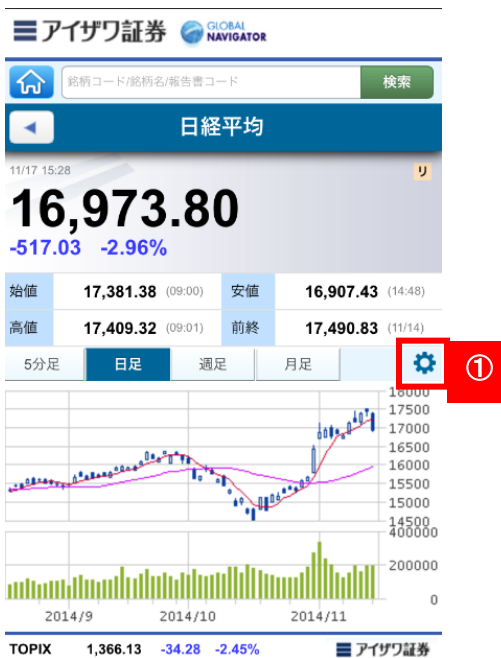 アイザワ証券 GLOBAL NAVIGATOR
銘柄コード/銘柄名/報告書コード 検索
日経平均
11/17 15:28 リ
16,973.80
-517.03 -2.96%
始値 17,381.38 (09:00) 安値 16,907.43 (14:48)
高値 17,409.32 (09:01) 前終 17,490.83 (11/14)
5分足 日足 週足 月足 ①
18000
17500
17000
16500
16000
15500
15000
14500
400000
200000
0
2014/9 2014/10 2014/11
TOPIX 1,366.13 -34.28 -2.45% アイザワ証券